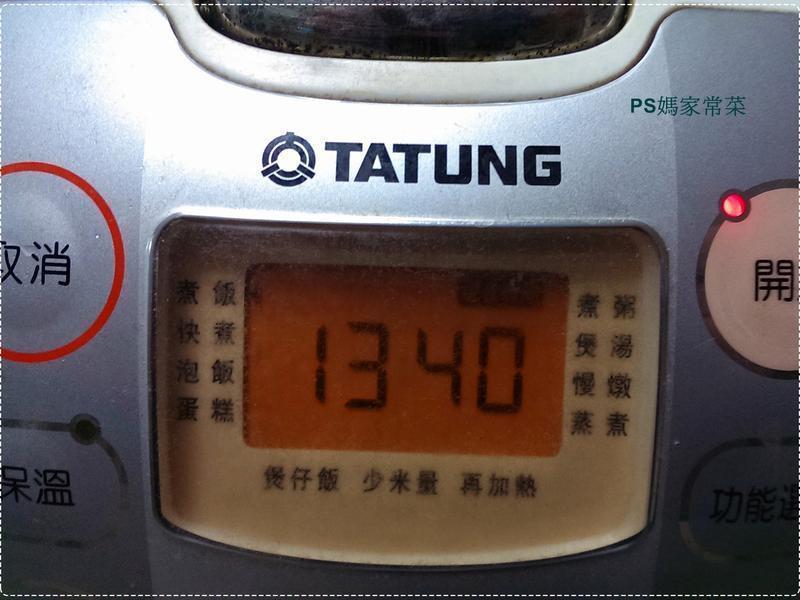 PS媽家常菜
TATUNG
取消
開
煮飯
快煮
泡飯
蛋糕
13 40
煮粥
煲湯
慢燉
蒸煮
煲仔飯 少米量 再加熱
保溫
功能選